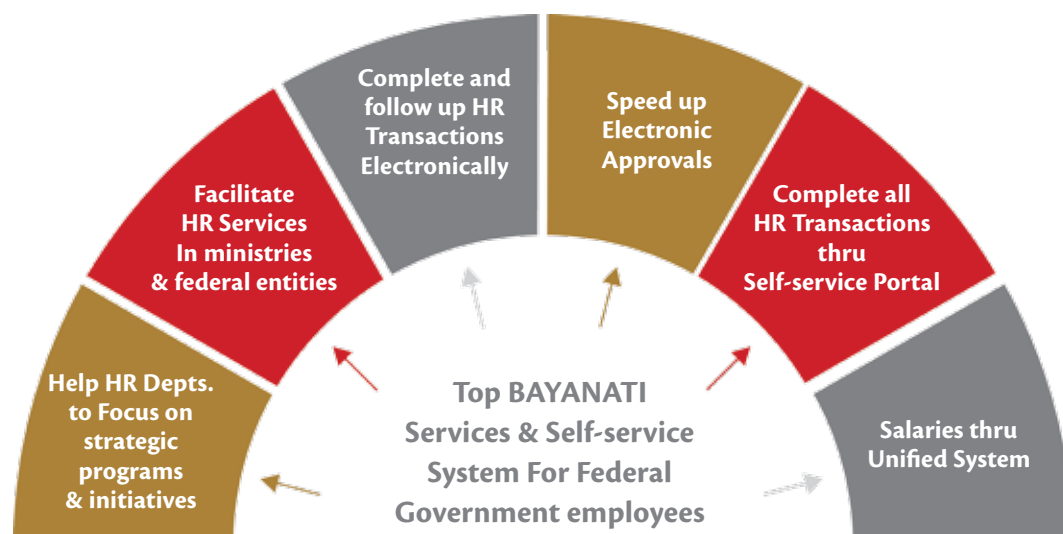 Help HR Depts.
to Focus on
strategic
programs
& initiatives
Facilitate
HR Services
In ministries
& federal entities
Complete and
follow up HR
Transactions
Electronically
Speed up
Electronic
Approvals
Complete all
HR Transactions
thru
Self-service Portal
Salaries thru
Unified System
Top BAYANATI
Services & Self-service
System For Federal
Government employees